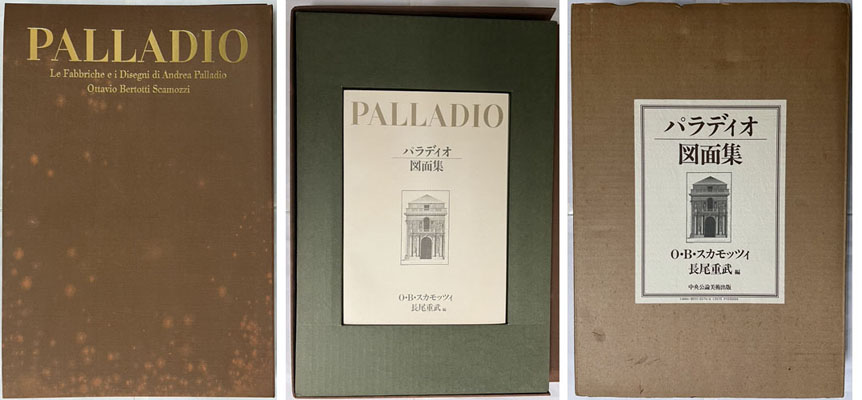 PALLADIO
Le Fabbriche e i Disegni di Andrea Palladio
Ottavio Bertotti Scamozzi
PALLADIO
パラディオ
図面集
O・B・スカモッツィ
長尾重武 編
パラディオ
図面集
O・B・スカモッツィ
長尾重武 編
中央公論美術出版